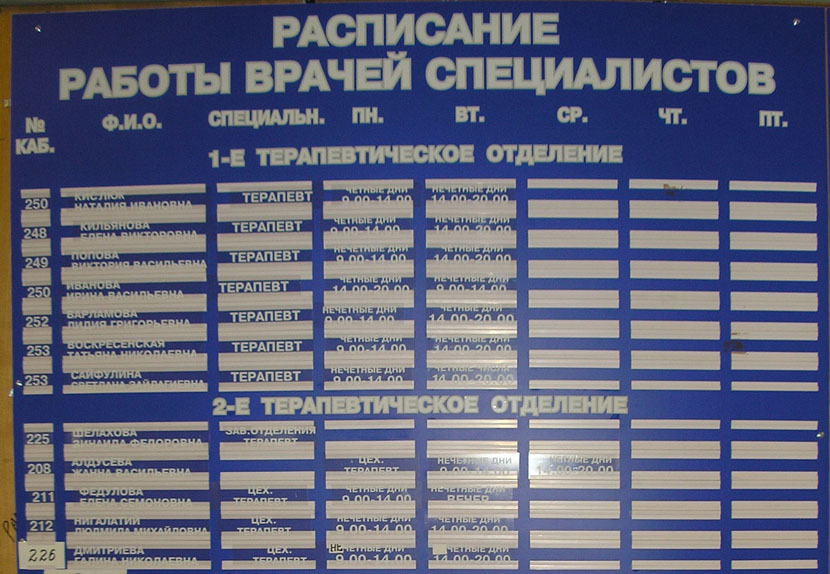 РАСПИСАНИЕ
РАБОТЫ ВРАЧЕЙ СПЕЦИАЛИСТОВ
№ КАБ. Ф.И.О. СПЕЦИАЛЬН. ПН. ВТ. СР. ЧТ. ПТ.
1-Е ТЕРАПЕВТИЧЕСКОЕ ОТДЕЛЕНИЕ
КИСЛЮК ЧЕТНЫЕ ДНИ НЕЧЕТНЫЕ ДНИ
250 НАТАЛИЯ ИВАНОВНА ТЕРАПЕВТ 9.00-14.00 14.00-20.00
КИЛЬЯНОВА ЧЕТНЫЕ ДНИ НЕЧЕТНЫЕ ДНИ
248 ЕЛЕНА ВИКТОРОВНА ТЕРАПЕВТ 9.00-14.00 14.00-20.00
ПОПОВА НЕЧЕТНЫЕ ДНИ ЧЕТНЫЕ ДНИ
249 ВИКТОРИЯ ВАСИЛЬЕВНА ТЕРАПЕВТ 9.00-14.00 14.00-20.00
ИВАНОВА ЧЕТНЫЕ ДНИ НЕЧЕТНЫЕ ДНИ
250 ИРИНА ВАСИЛЬЕВНА ТЕРАПЕВТ 14.00-20.00 9.00-14.00
ВАРЛАМОВА НЕЧЕТНЫЕ ДНИ ЧЕТНЫЕ ДНИ
252 ЛИДИЯ ГРИГОРЬЕВНА ТЕРАПЕВТ 9.00-14.00 14.00-20.00
ВОСКРЕСЕНСКАЯ ЧЕТНЫЕ ДНИ НЕЧЕТНЫЕ ДНИ
253 ТАТЬЯНА НИКОЛАЕВНА ТЕРАПЕВТ 9.00-14.00 14.00-20.00
САЙФУЛИНА НЕЧЕТНЫЕ ДНИ ЧЕТНЫЕ ЧИСЛА
253 СВЕТЛАНА ТЕРАПЕВТ 9.00-14.00 14.00-20.00
2-Е ТЕРАПЕВТИЧЕСКОЕ ОТДЕЛЕНИЕ
ШЕЛАХОВА ЗАВ.ОТДЕЛЕНИЯ
225 ЗИНАИДА ФЕДОРОВНА ТЕРАПЕВТ
АЛДУСЕВА ЦЕХ. НЕЧЕТНЫЕ ДНИ ЧЕТНЫЕ ДНИ
208 ЖАННА ВАСИЛЬЕВНА ТЕРАПЕВТ 9.00-14.00 14.00-20.00
ФЕДУЛОВА ЦЕХ. ЧЕТНЫЕ ДНИ НЕЧЕТНЫЕ ДНИ
211 ЕЛЕНА СЕМОНОВНА ТЕРАПЕВТ 9.00-14.00 ВЕЧЕР
НИГАЛАТИЙ ЦЕХ. НЕЧЕТНЫЕ ДНИ ЧЕТНЫЕ ДНИ
212 ЛЮДМИЛА МИХАЙЛОВНА ТЕРАПЕВТ 9.00-14.00 14.00-20.00
ДМИТРИЕВА ЦЕХ. НЕЧЕТНЫЕ ДНИ ЧЕТНЫЕ ДНИ
226 ГАЛИНА НИКОЛАЕВНА ТЕРАПЕВТ 9.00-14.00 14.00-20.00